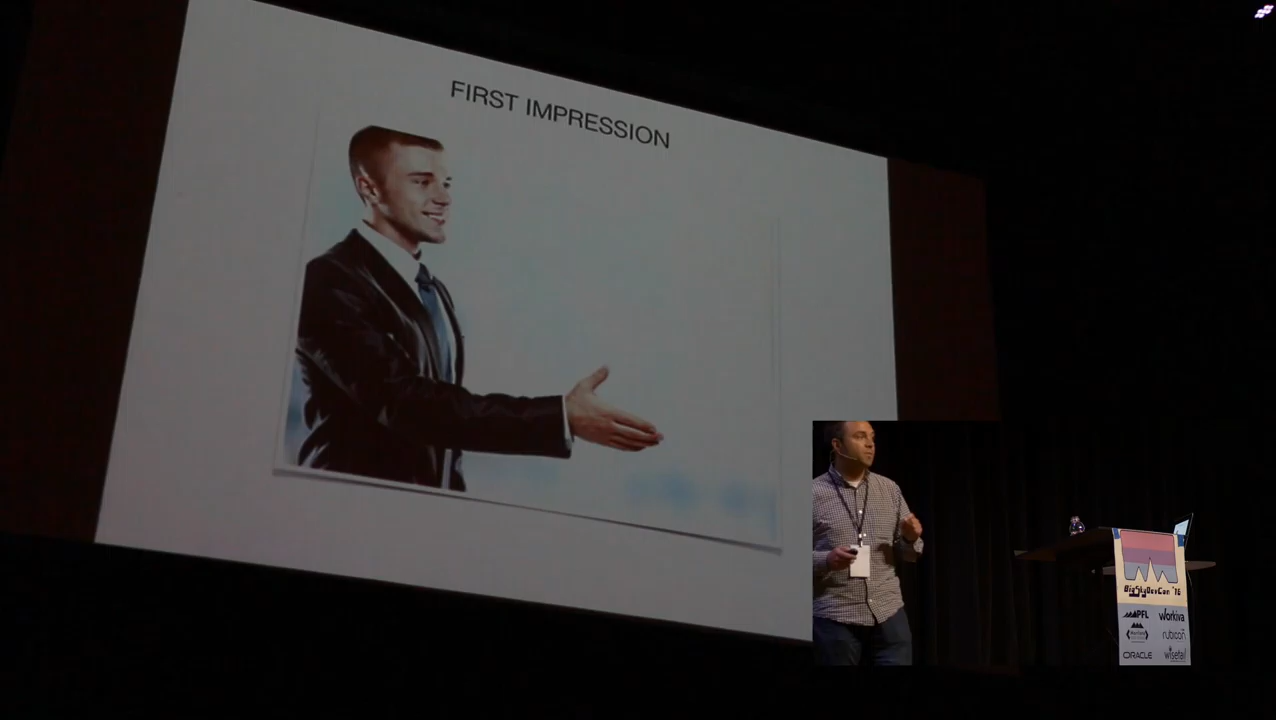 FIRST IMPRESSION
BigSkyDevCon '16
PFL workiva
rubicon
ORACLE wisetail